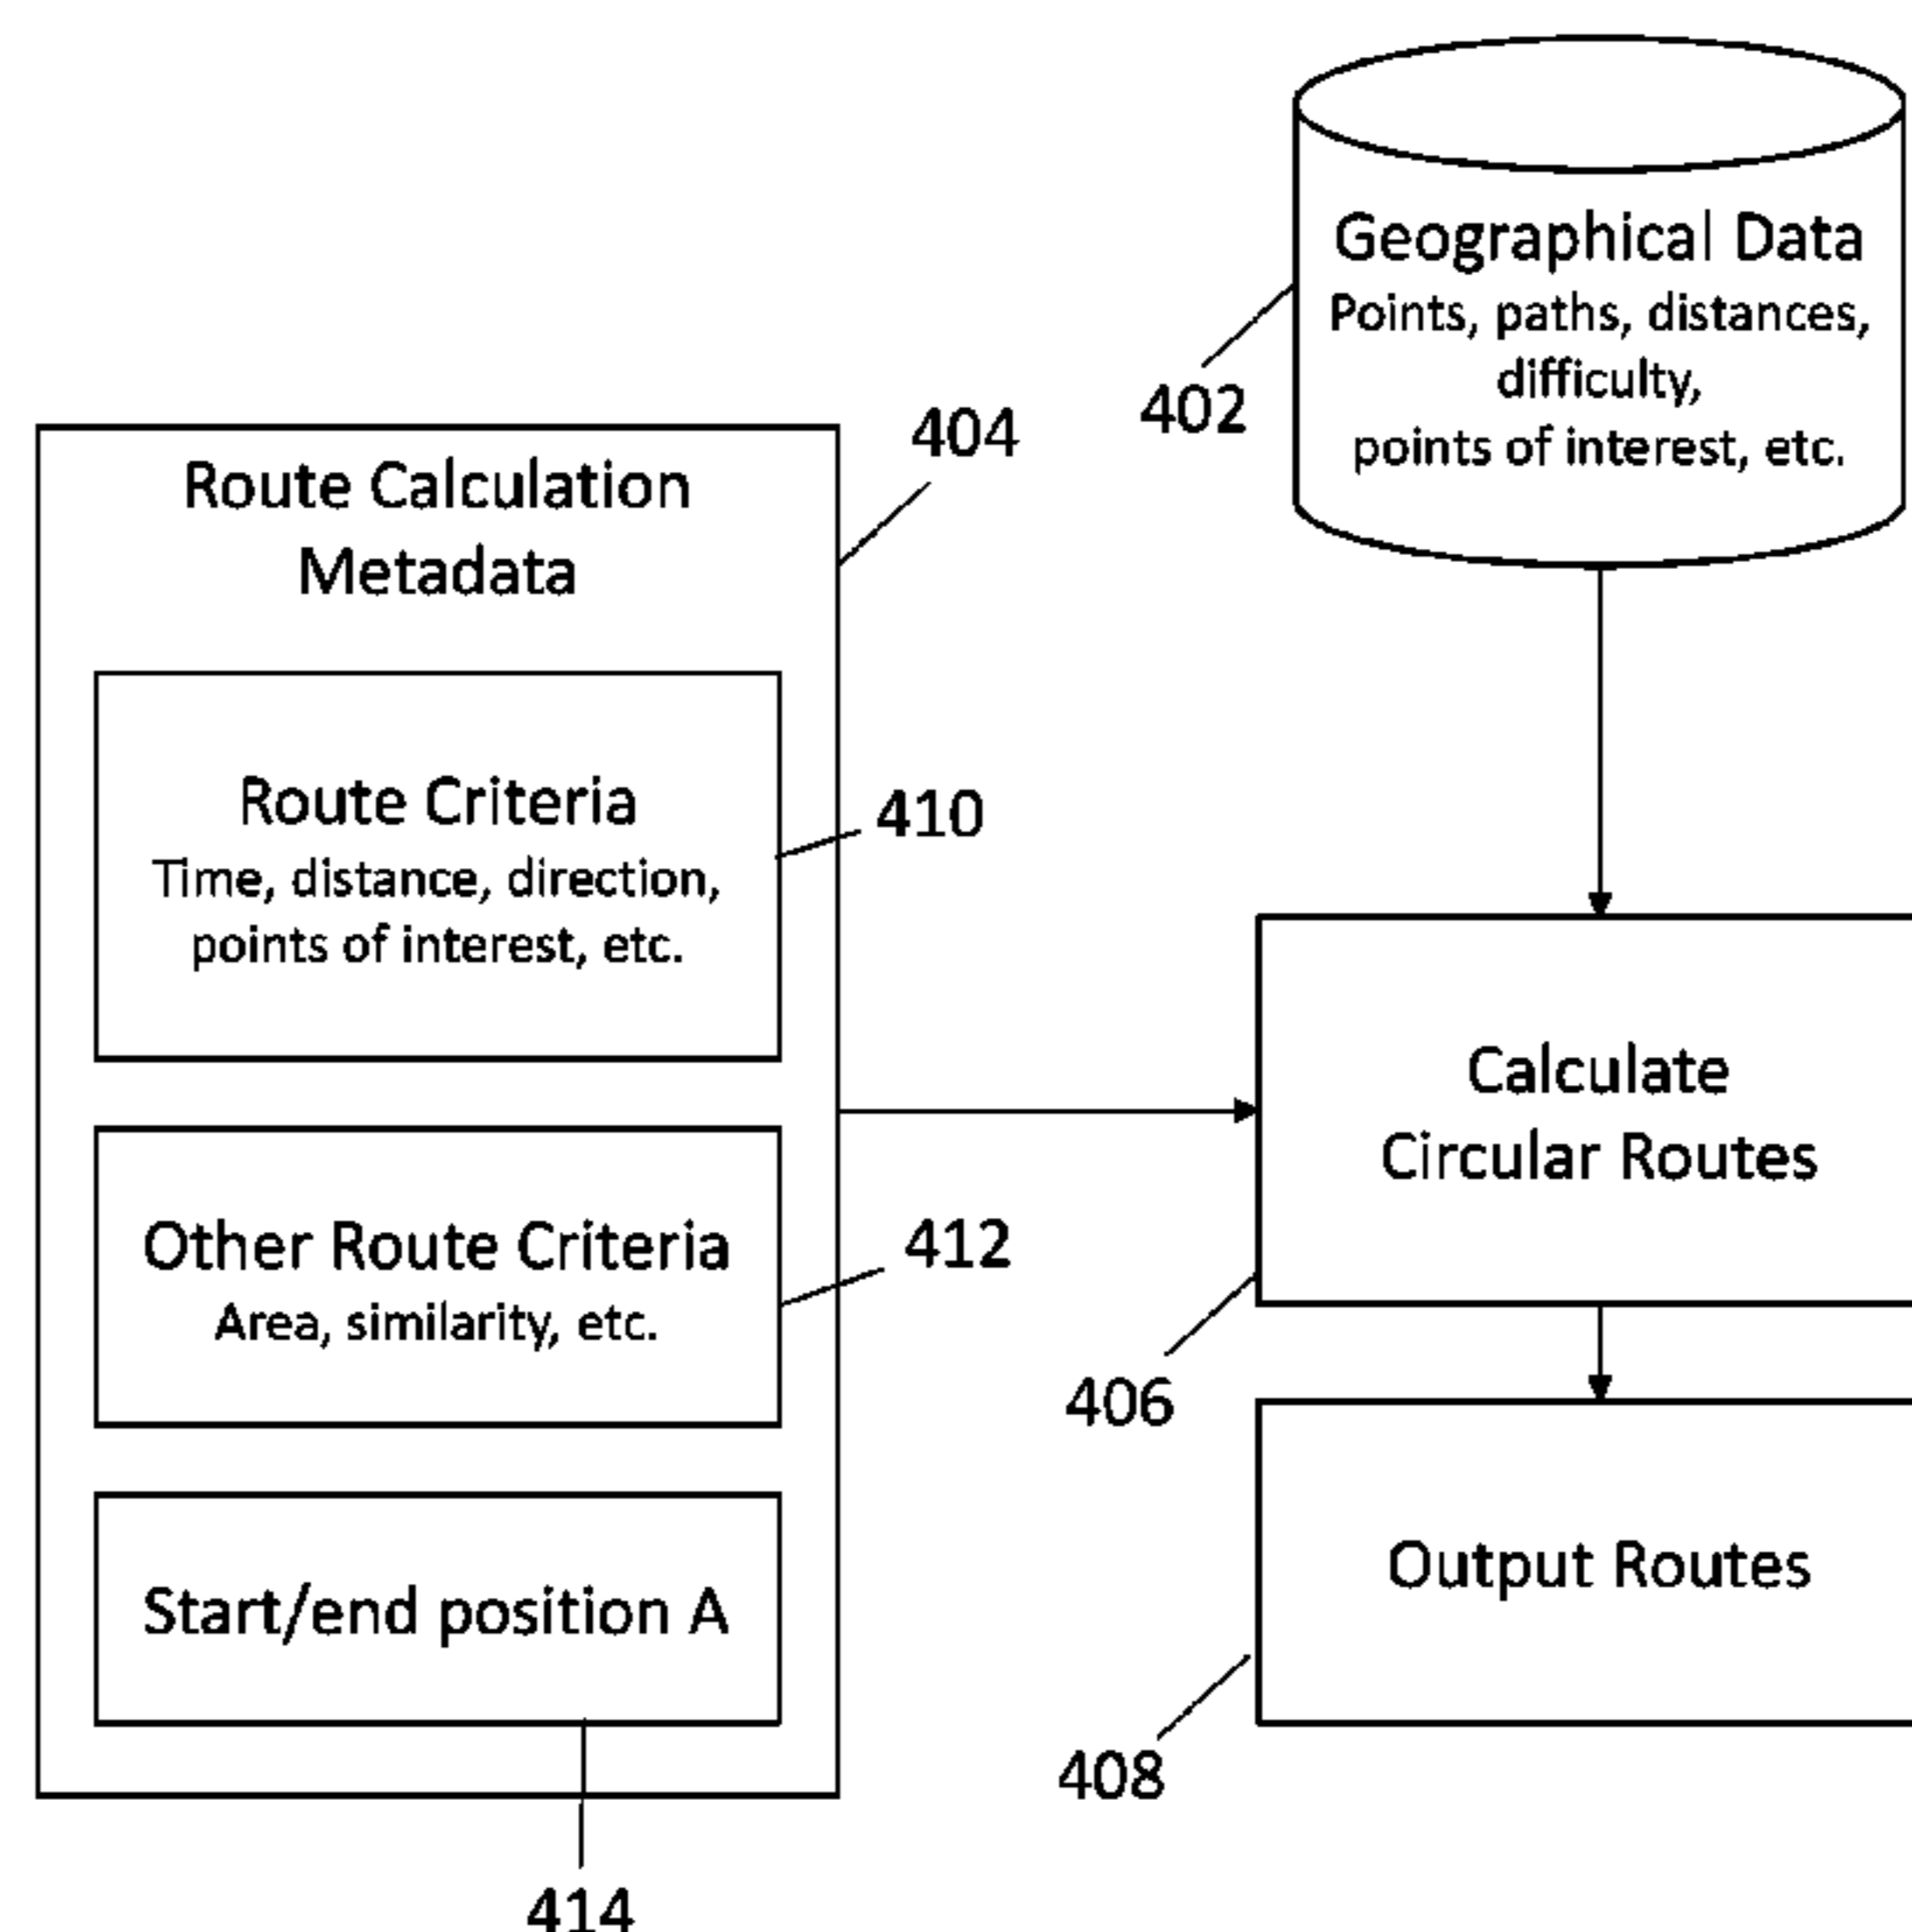 Geographical Data
Points, paths, distances,
difficulty,
points of interest, etc.
402
404
Route Calculation
Metadata
Route Criteria
Time, distance, direction,
points of interest, etc.
410
Other Route Criteria
Area, similarity, etc.
412
Start/end position A
414
Calculate
Circular Routes
406
Output Routes
408